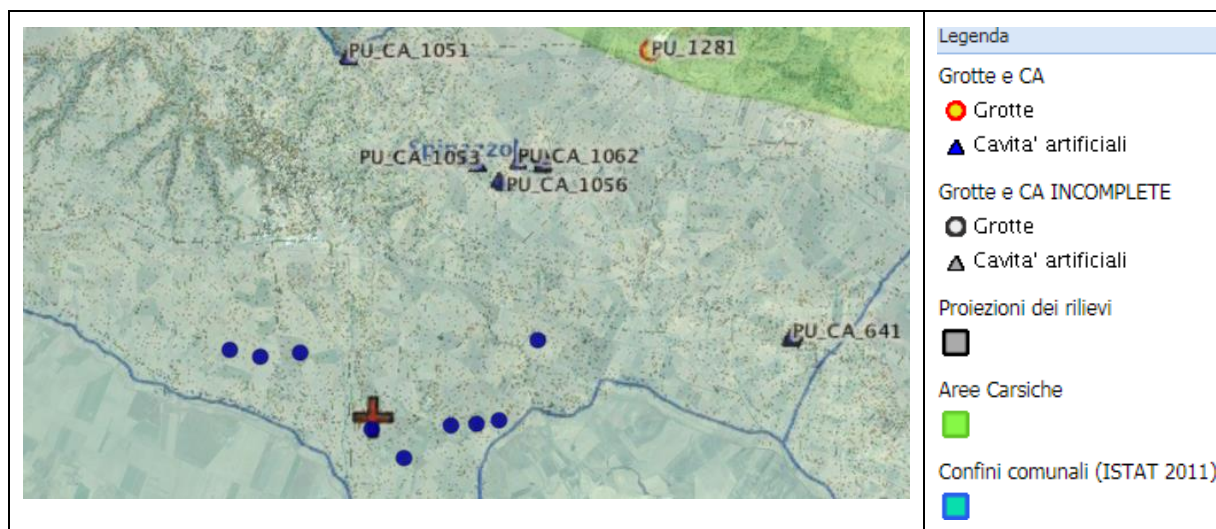 PU_CA_1051
PU_1281
Spinazzol
PU_CA_1053
PU_CA_1062
PU_CA_1056
PU_CA_641
Legenda
Grotte e CA
Grotte
Cavita' artificiali
Grotte e CA INCOMPLETE
Grotte
Cavita' artificiali
Proiezioni dei rilievi
Aree Carsiche
Confini comunali (ISTAT 2011)